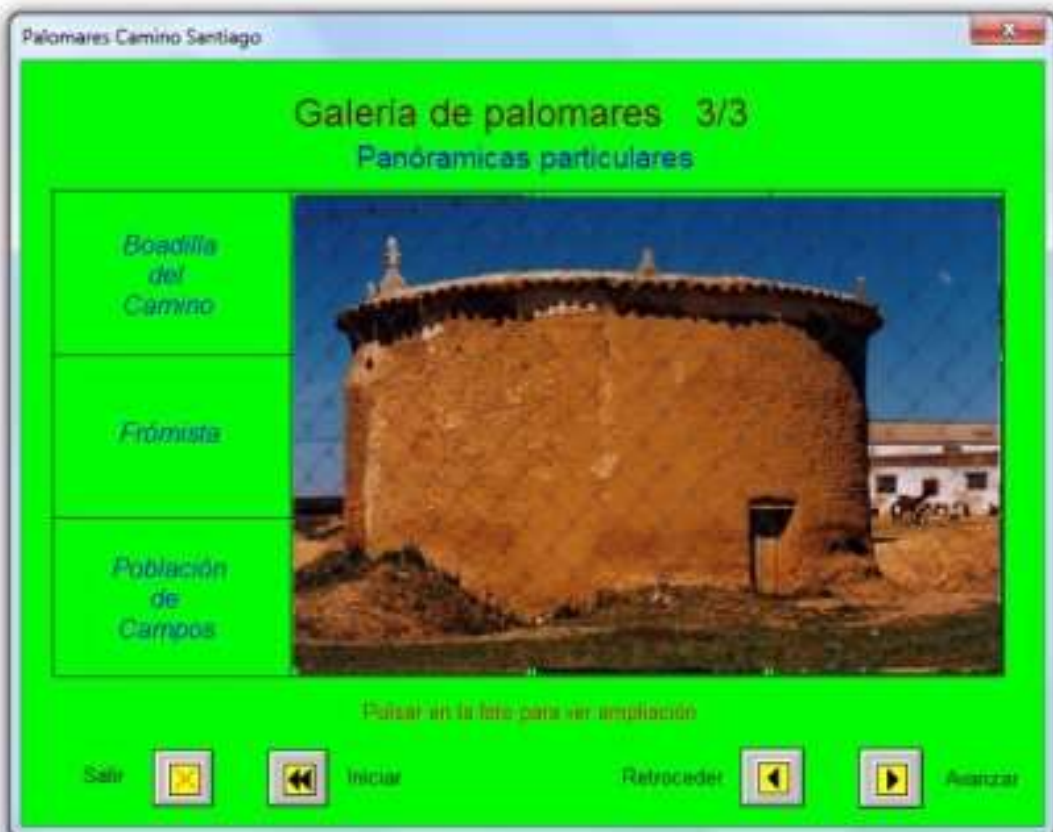 Palomares Camino Santiago
Galería de palomares 3/3
Panóramicas particulares
Boadilla
del
Camino
Frómista
Población
de
Campos
Pulsar en la foto para ver ampliación
Salir
Iniciar
Retroceder
Avanzar